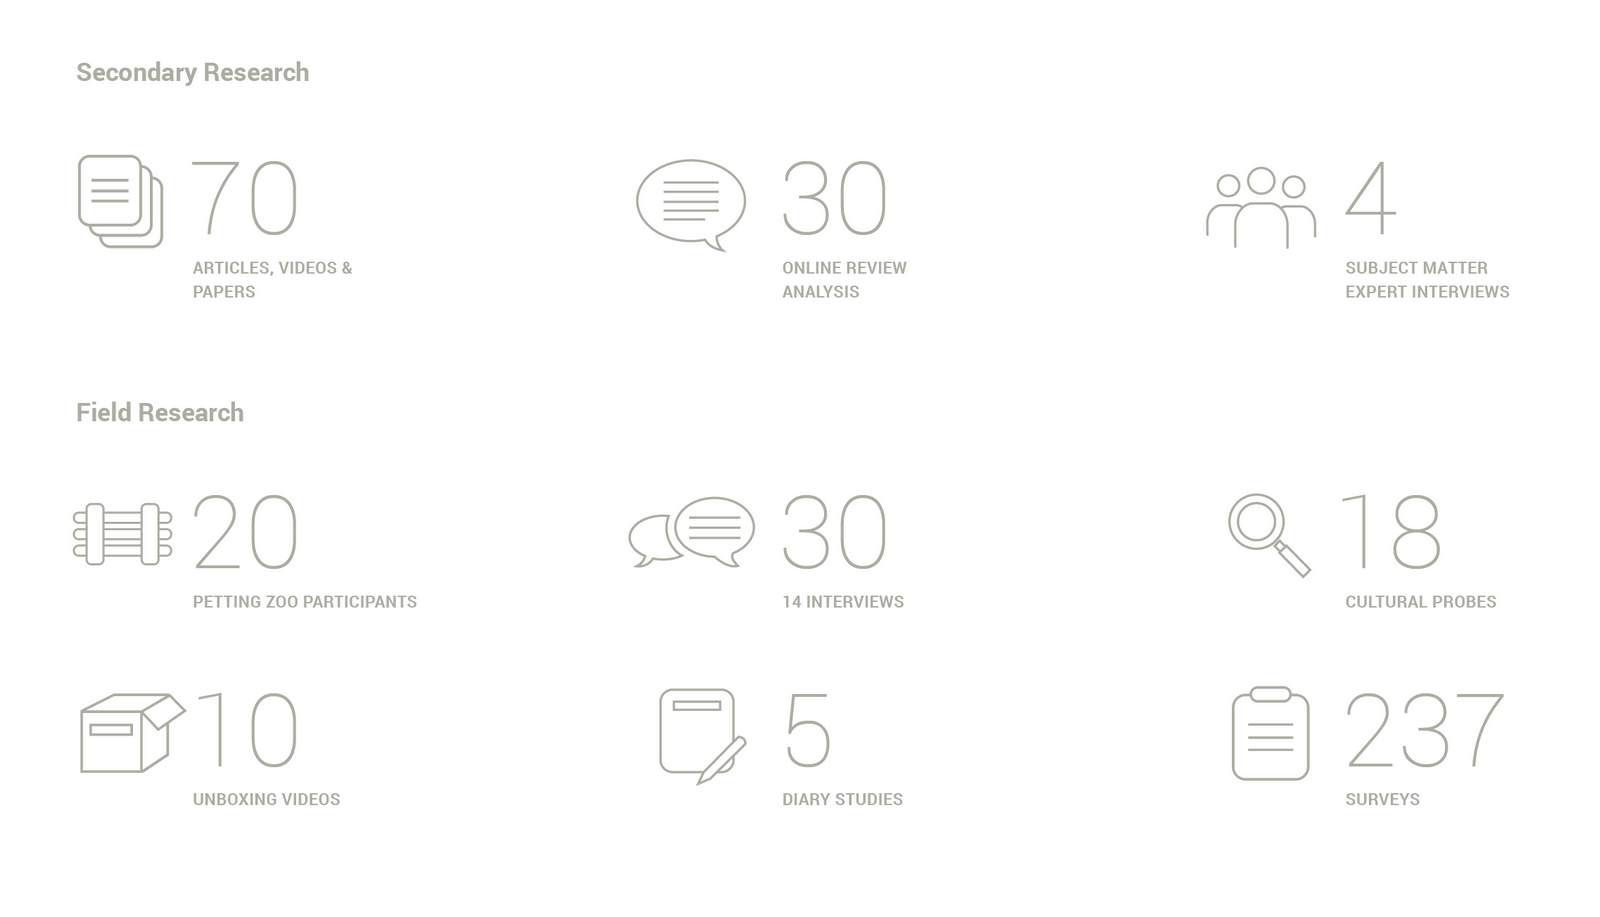 Secondary Research
70
ARTICLES, VIDEOS &
PAPERS
30
ONLINE REVIEW
ANALYSIS
4
SUBJECT MATTER
EXPERT INTERVIEWS
Field Research
20
PETTING ZOO PARTICIPANTS
30
14 INTERVIEWS
18
CULTURAL PROBES
10
UNBOXING VIDEOS
5
DIARY STUDIES
237
SURVEYS